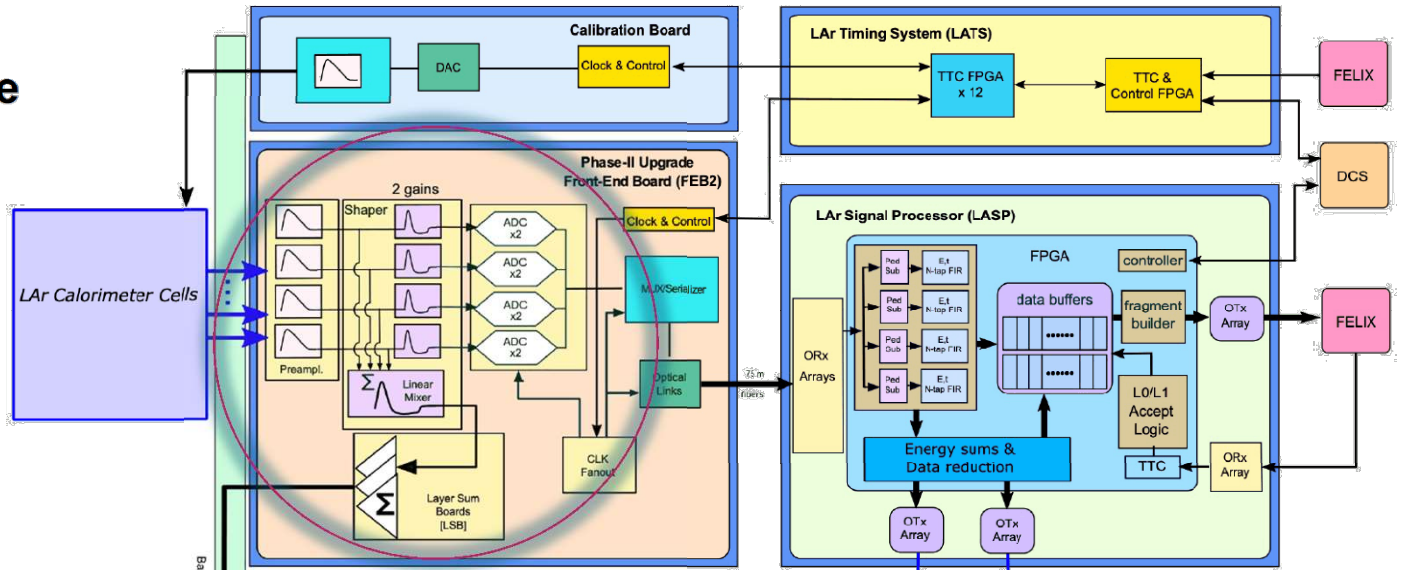 e
Calibration Board
DAC
Clock & Control
LAr Timing System (LATS)
TTC FPGA
x 12
TTC &
Control FPGA
FELIX
DCS
Phase-II Upgrade
Front-End Board (FEB2)
2 gains
Shaper
Clock & Control
ADC
x2
ADC
x2
ADC
x2
ADC
x2
MUX/Serializer
LAr Calorimeter Cells
Preampl.
Σ
Linear
Mixer
Optical
Links
75 m
fibers
CLK
Fanout
Σ
Layer Sum
Boards
[LSB]
Ba
LAr Signal Processor (LASP)
FPGA
controller
Ped
Sub
E,t
N-tap FIR
Ped
Sub
E,t
N-tap FIR
Ped
Sub
E,t
N-tap FIR
Ped
Sub
E,t
N-tap FIR
data buffers
fragment
builder
OTx
Array
FELIX
ORx
Arrays
L0/L1
Accept
Logic
TTC
ORx
Array
Energy sums &
Data reduction
OTx
Array
OTx
Array